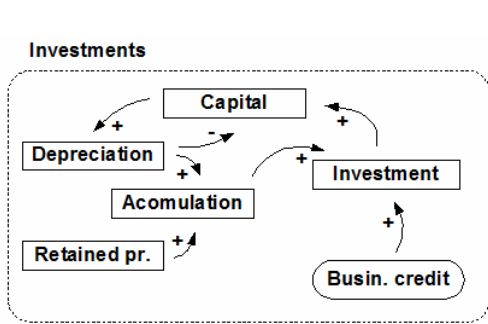 Investments
Capital
+
+
-
Depreciation
+
+
Investment
Acomulation
+
+
Retained pr.
Busin. credit